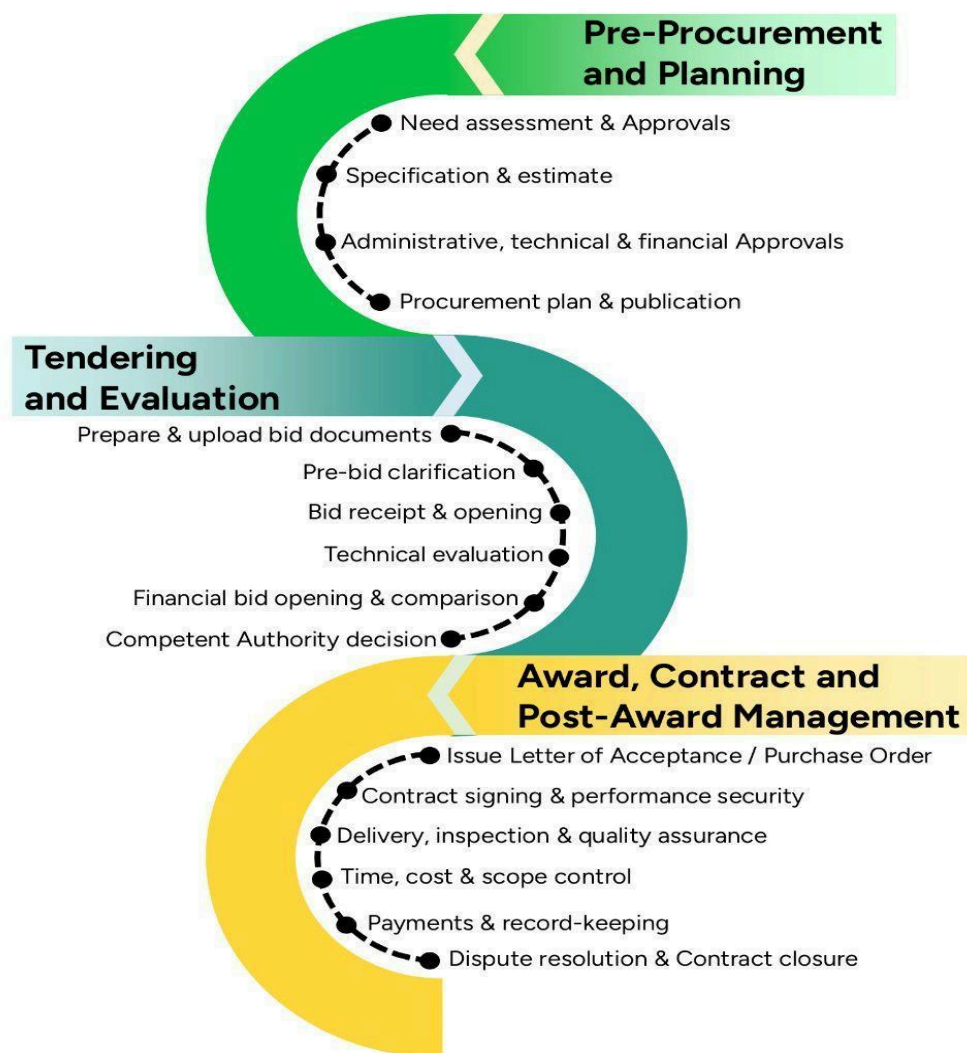 Pre-Procurement
and Planning
Need assessment & Approvals
Specification & estimate
Administrative, technical & financial Approvals
Procurement plan & publication
Tendering
and Evaluation
Prepare & upload bid documents
Pre-bid clarification
Bid receipt & opening
Technical evaluation
Financial bid opening & comparison
Competent Authority decision
Award, Contract and
Post-Award Management
Issue Letter of Acceptance / Purchase Order
Contract signing & performance security
Delivery, inspection & quality assurance
Time, cost & scope control
Payments & record-keeping
Dispute resolution & Contract closure